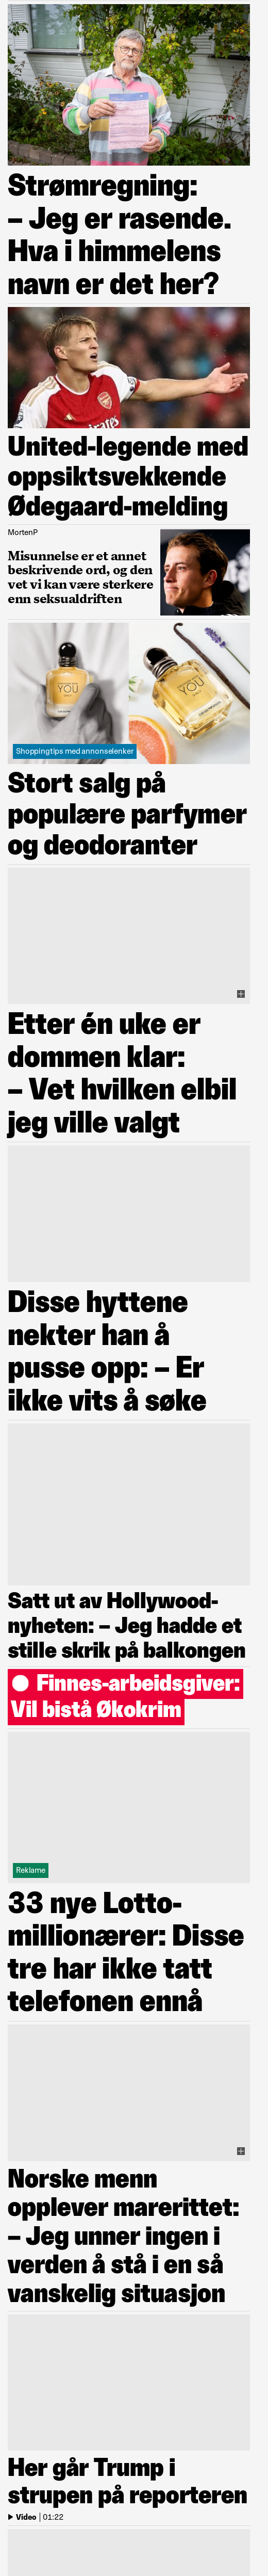 Strømregning:
– Jeg er rasende.
Hva i himmelens
navn er det her?
United-legende med
oppsiktsvekkende
Ødegaard-melding
MortenP
Misunnelse er et annet
beskrivende ord, og den
vet vi kan være sterkere
enn seksualdriften
YOU
YOU
Shoppingtips med annonselenker
Stort salg på
populære parfymer
og deodoranter
Etter én uke er
dommen klar:
– Vet hvilken elbil
jeg ville valgt
Disse hyttene
nekter han å
pusse opp: – Er
ikke vits å søke
Satt ut av Hollywood-
nyheten: – Jeg hadde et
stille skrik på balkongen
Finnes-arbeidsgiver:
Vil bistå Økokrim
Reklame
33 nye Lotto-
millionærer: Disse
tre har ikke tatt
telefonen ennå
Norske menn
opplever marerittet:
– Jeg unner ingen i
verden å stå i en så
vanskelig situasjon
Her går Trump i
strupen på reporteren
Video | 01:22